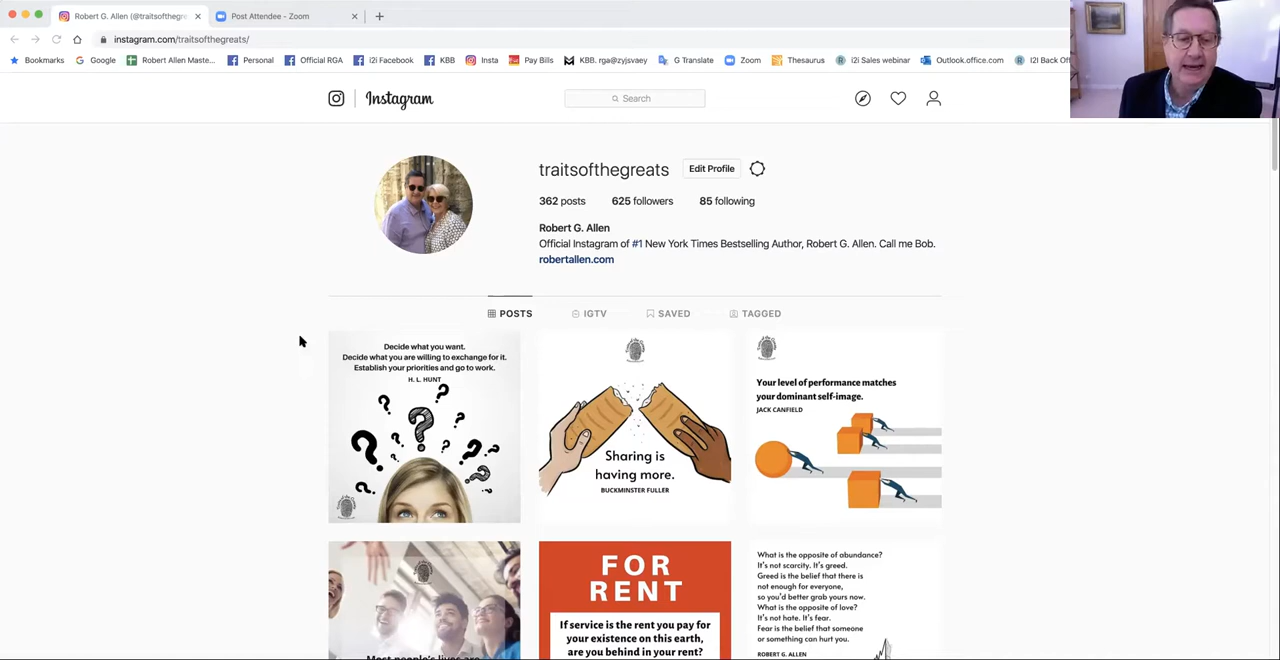 Robert G. Allen (@traitsofthegre
Post Attendee - Zoom
instagram.com/traitsofthegreats/
Bookmarks
Google
Robert Allen Maste...
Personal
Official RGA
i2i Facebook
KBB
Insta
Pay Bills
KBB. rga@zyjsvaey
G Translate
Zoom
Thesaurus
i2i Sales webinar
Outlook.office.com
I2I Back Off
Instagram
Search
traitsofthegreats
Edit Profile
362 posts
625 followers
85 following
Robert G. Allen
Official Instagram of #1 New York Times Bestselling Author, Robert G. Allen. Call me Bob.
robertallen.com
POSTS
IGTV
SAVED
TAGGED
Decide what you want.
Decide what you are willing to exchange for it.
Establish your priorities and go to work.
H. L. HUNT
Sharing is
having more.
BUCKMINSTER FULLER
Your level of performance matches
your dominant self-image.
JACK CANFIELD
Most people's lives are
FOR
RENT
If service is the rent you pay for
your existence on this earth,
are you behind in your rent?
What is the opposite of abundance?
It's not scarcity. It's greed.
Greed is the belief that there is
not enough for everyone,
so you'd better grab yours now.
What is the opposite of love?
It's not hate. It's fear.
Fear is the belief that someone
or something can hurt you.
ROBERT G. ALLEN